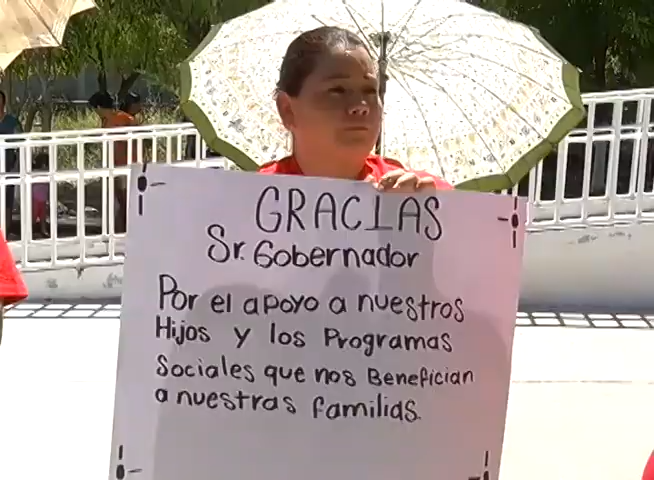 GRACIAS
Sr. Gobernador
Por el apoyo a nuestros
Hijos y los Programas
Sociales que nos Benefician
a nuestras familias.